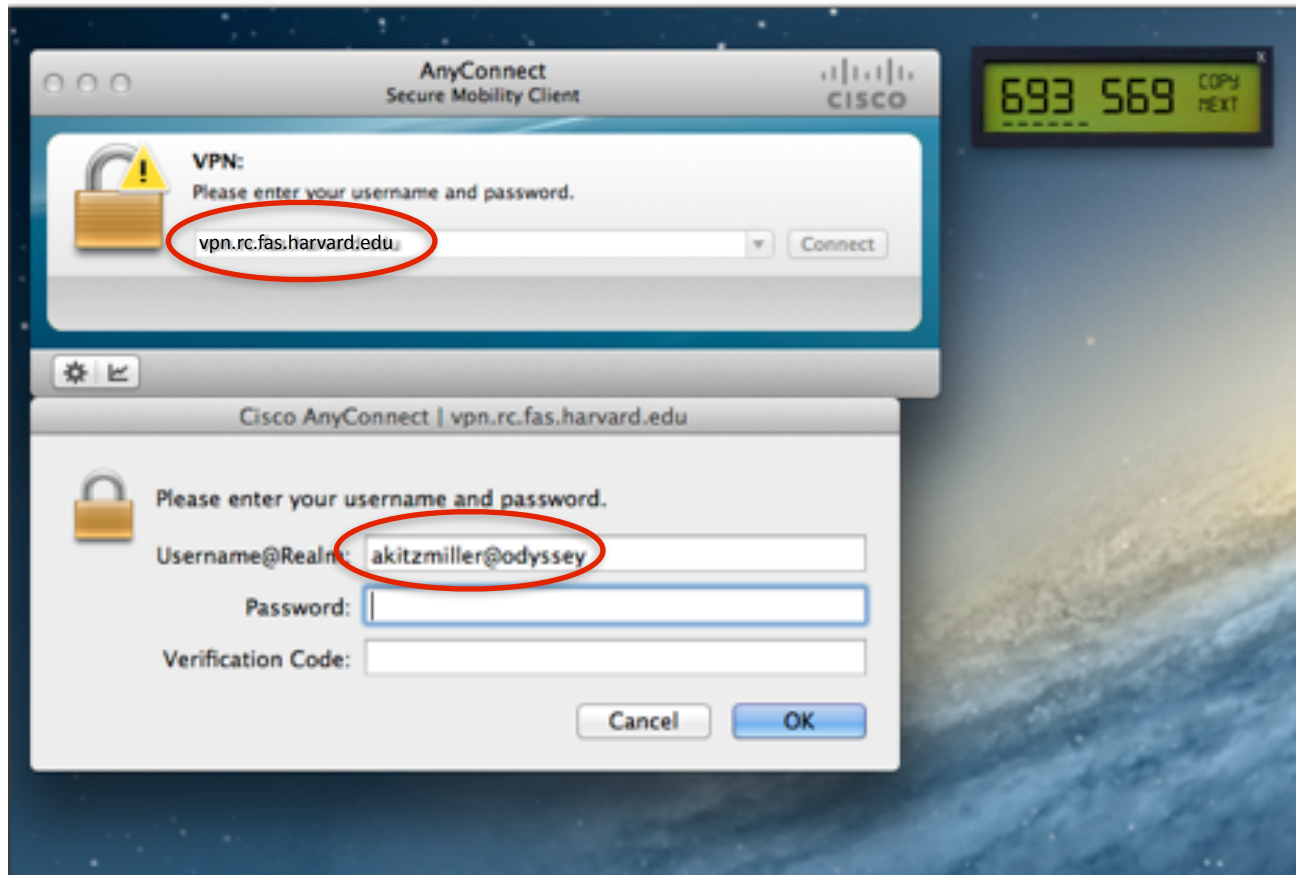 AnyConnect
Secure Mobility Client
CISCO
VPN:
Please enter your username and password.
vpn.rc.fas.harvard.edu
Connect
693 569
COPY
NEXT
X
Cisco AnyConnect | vpn.rc.fas.harvard.edu
Please enter your username and password.
Username@Realm: akitzmiller@odyssey
Password:
Verification Code:
Cancel OK